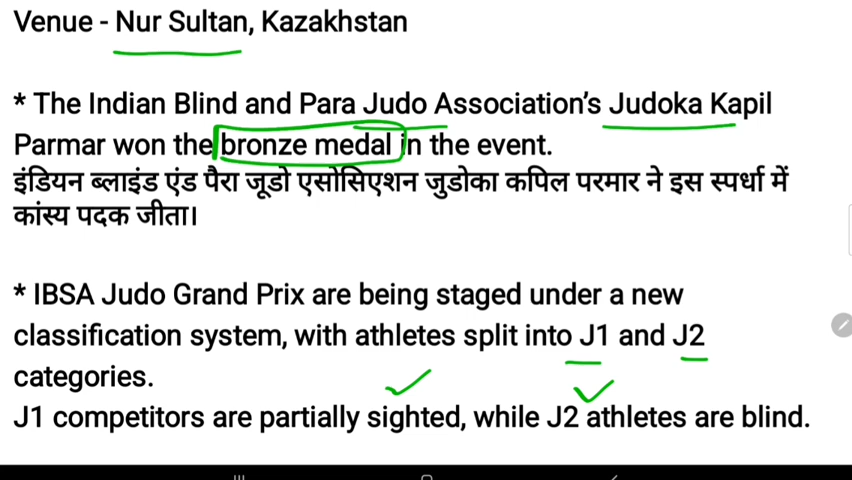 Venue - Nur Sultan, Kazakhstan
* The Indian Blind and Para Judo Association's Judoka Kapil
Parmar won the bronze medal in the event.
इंडियन ब्लाइंड एंड पैरा जूडो एसोसिएशन जुडोका कपिल परमार ने इस स्पर्धा में
कांस्य पदक जीता।
* IBSA Judo Grand Prix are being staged under a new
classification system, with athletes split into J1 and J2
categories.
J1 competitors are partially sighted, while J2 athletes are blind.